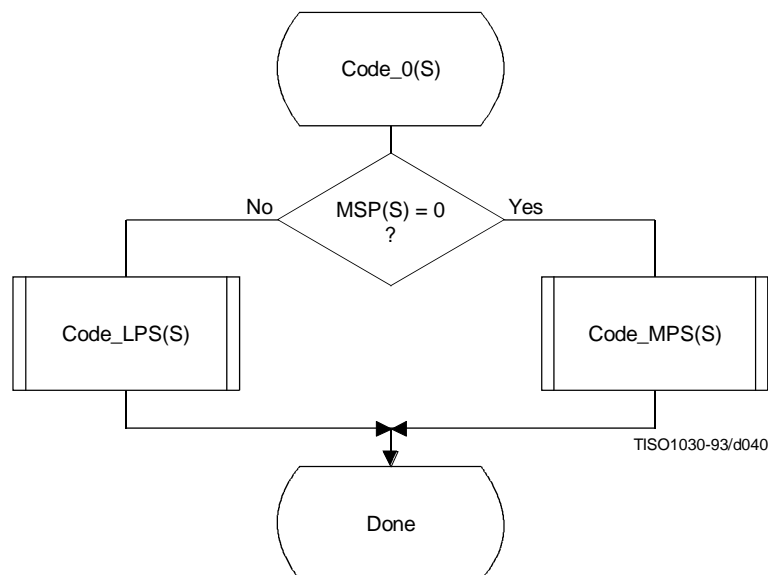 Code_0(S)
MSP(S) = 0
?
No
Yes
Code_LPS(S)
Code_MPS(S)
TISO1030-93/d040
Done